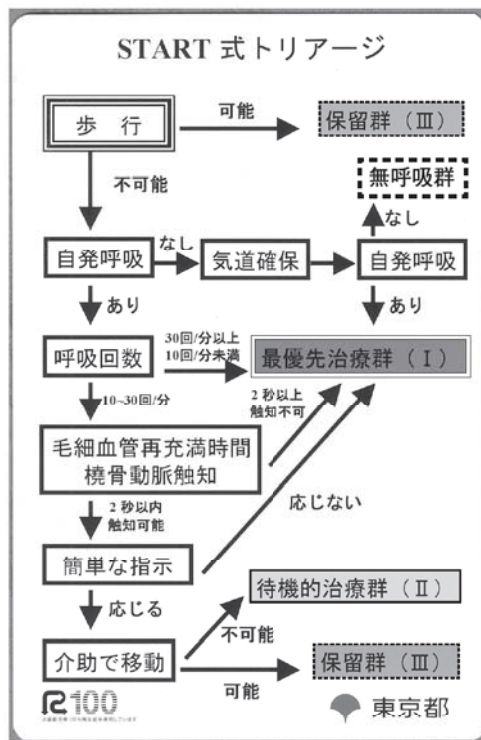 START 式トリアージ
歩 行
可能
保留群（Ⅲ）
不可能
無呼吸群
なし
自発呼吸
なし
気道確保
自発呼吸
あり
あり
呼吸回数
30回/分以上
10回/分未満
最優先治療群（Ⅰ）
10~30回/分
2 秒以上
触知不可
毛細血管再充満時間
橈骨動脈触知
2 秒以内
触知可能
応じない
簡単な指示
応じる
待機的治療群（Ⅱ）
不可能
介助で移動
可能
保留群（Ⅲ）
R100
東京都